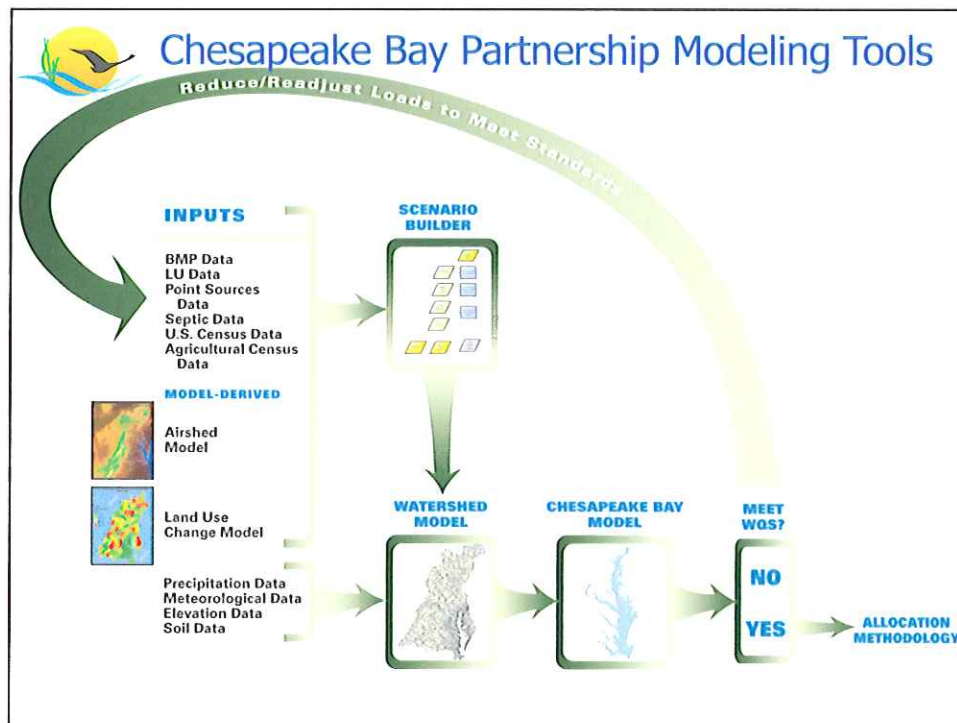 Chesapeake Bay Partnership Modeling Tools
Reduce/Readjust Loads to Meet Standards
INPUTS
BMP Data
LU Data
Point Sources
Data
Septic Data
U.S. Census Data
Agricultural Census
Data
MODEL-DERIVED
Airshed
Model
Land Use
Change Model
Precipitation Data
Meteorological Data
Elevation Data
Soil Data
SCENARIO
BUILDER
WATERSHED
MODEL
CHESAPEAKE BAY
MODEL
MEET
WQS?
NO
YES
ALLOCATION
METHODOLOGY